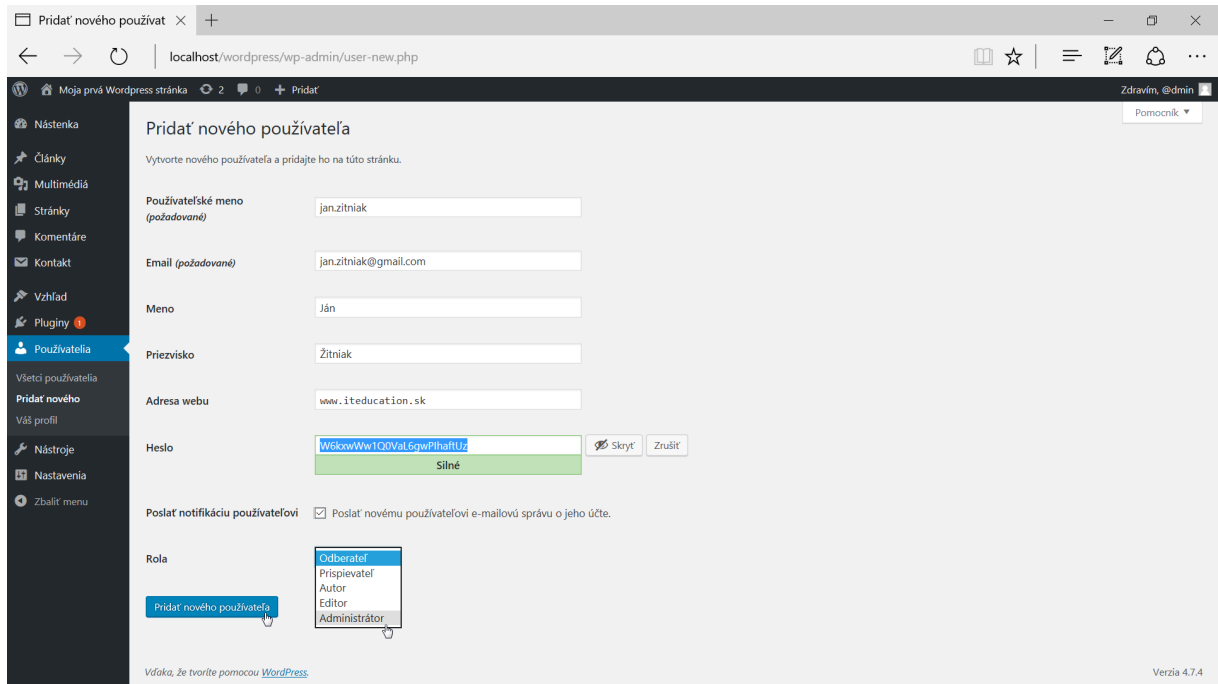 Pridať nového používat
localhost/wordpress/wp-admin/user-new.php
Moja prvá Wordpress stránka 2 0 Pridať Zdravím, @dmin
Pomocník
Nástenka
Články
Multimédiá
Stránky
Komentáre
Kontakt
Vzhľad
Pluginy 1
Používatelia
Všetci používatelia
Pridať nového
Váš profil
Nástroje
Nastavenia
Zbaliť menu
Pridať nového používateľa
Vytvorte nového používateľa a pridajte ho na túto stránku.
Používateľské meno
(požadované)
jan.zitniak
Email (požadované) jan.zitniak@gmail.com
Meno Ján
Priezvisko Žitniak
Adresa webu www.iteducation.sk
Heslo W6kxwWw1Q0VaL6gwPIhaftUz Skryť Zrušiť
Silné
Poslať notifikáciu používateľovi Poslať novému používateľovi e-mailovú správu o jeho účte.
Rola Odberateľ
Prispievateľ
Autor
Editor
Administrátor
Pridať nového používateľa
Vďaka, že tvoríte pomocou WordPress. Verzia 4.7.4